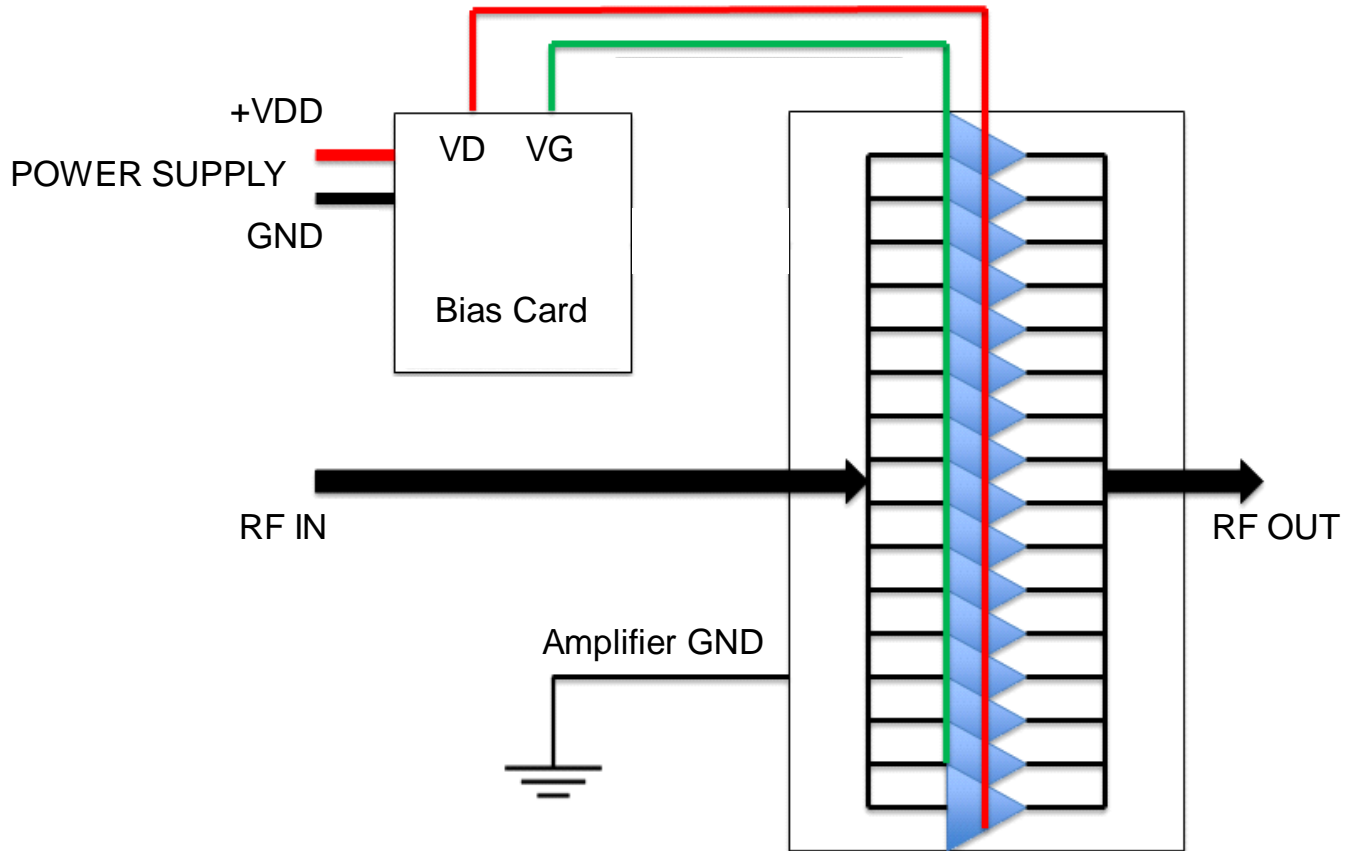 +VDD
POWER SUPPLY
GND
VD VG
Bias Card
RF IN
RF OUT
Amplifier GND